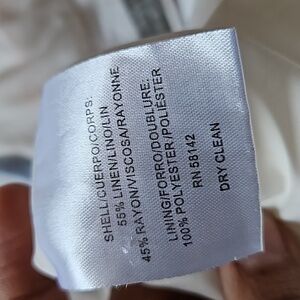 SHELL/CUERPO/CORPS:
55% LINEN/LINO/LIN
45% RAYON/VISCOSA/RAYONNE
LINING/FORRO/DOUBLURE:
100% POLYESTER/POLIÉSTER
RN 58142
DRY CLEAN